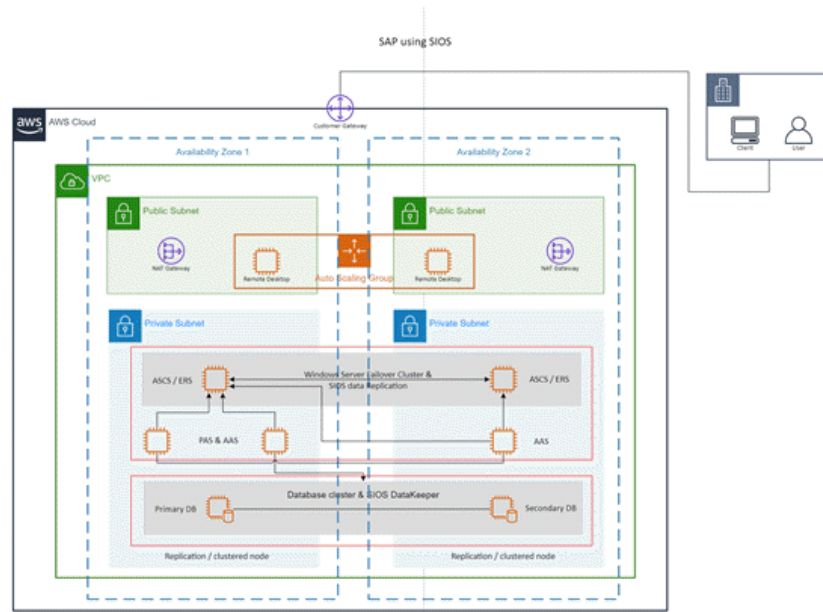 SAP using SIOS
aws
AWS Cloud
Customer Gateway
Client
User
Availability Zone 1
Availability Zone 2
VPC
Public Subnet
Public Subnet
NAT Gateway
Remote Desktop
Auto Scaling Group
Remote Desktop
NAT Gateway
Private Subnet
Private Subnet
ASCS / ERS
Windows Server Failover Cluster &
SIOS data Replication
ASCS / ERS
PAS & AAS
AAS
Database cluster & SIOS DataKeeper
Primary DB
Secondary DB
Replication / clustered node
Replication / clustered node